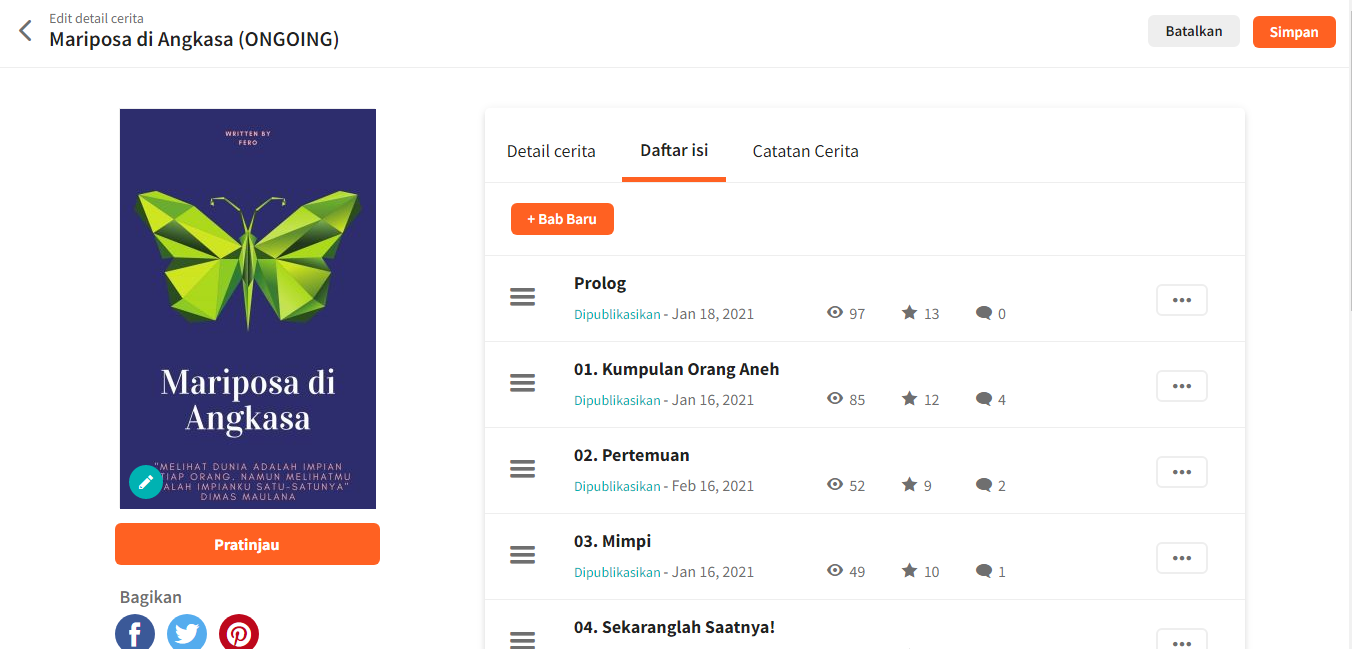 Edit detail cerita
Mariposa di Angkasa (ONGOING)
Batalkan
Simpan
WRITTEN BY
FERO
Mariposa di
Angkasa
"MELIHAT DUNIA ADALAH IMPIAN
TIAP ORANG, NAMUN MELIHATMU
ALAH IMPIANKU SATU-SATUNYA"
DIMAS MAULANA
Pratinjau
Bagikan
Detail cerita
Daftar isi
Catatan Cerita
+ Bab Baru
Prolog
Dipublikasikan - Jan 18, 2021 97 13 0
01. Kumpulan Orang Aneh
Dipublikasikan - Jan 16, 2021 85 12 4
02. Pertemuan
Dipublikasikan - Feb 16, 2021 52 9 2
03. Mimpi
Dipublikasikan - Jan 16, 2021 49 10 1
04. Sekaranglah Saatnya!